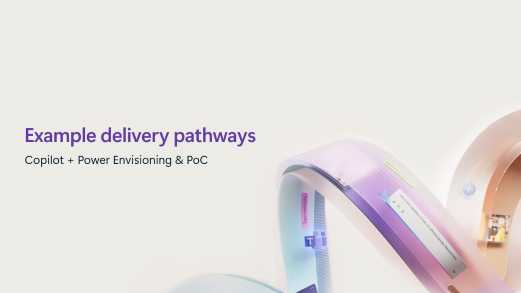 Example delivery pathways
Copilot + Power Envisioning & PoC